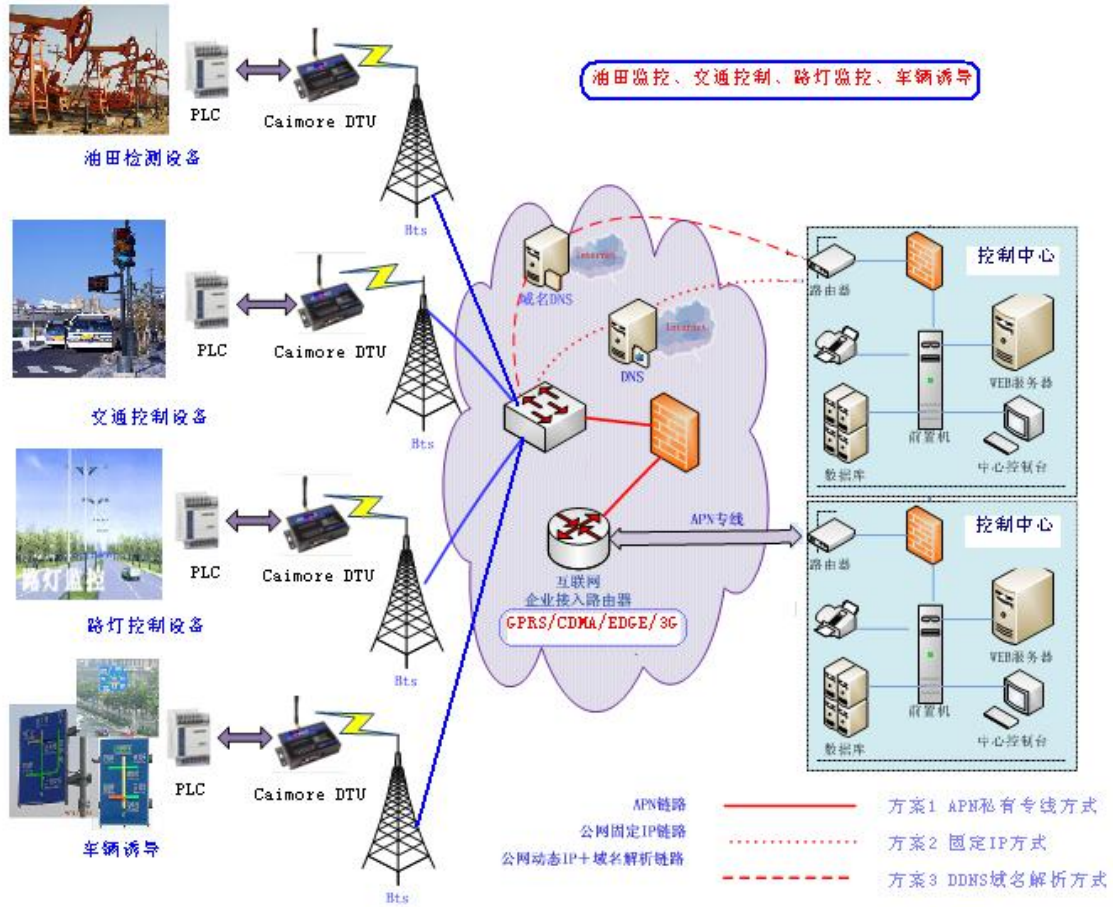 油田监控、交通控制、路灯监控、车辆诱导
PLC
Caimore DTU
油田检测设备
Bts
PLC
Caimore DTU
交通控制设备
Bts
PLC
Caimore DTU
路灯监控
路灯控制设备
Bts
PLC
Caimore DTU
车辆诱导
Bts
Internet
域名DNS
Internet
DNS
互联网
企业接入路由器
GPRS/CDMA/EDGE/3G
APN专线
控制中心
路由器
WEB服务器
前置机
数据库
中心控制台
控制中心
路由器
WEB服务器
前置机
数据库
中心控制台
APN链路
方案1 APN私有专线方式
公网固定IP链路
方案2 固定IP方式
公网动态IP+域名解析链路
方案3 DDNS域名解析方式